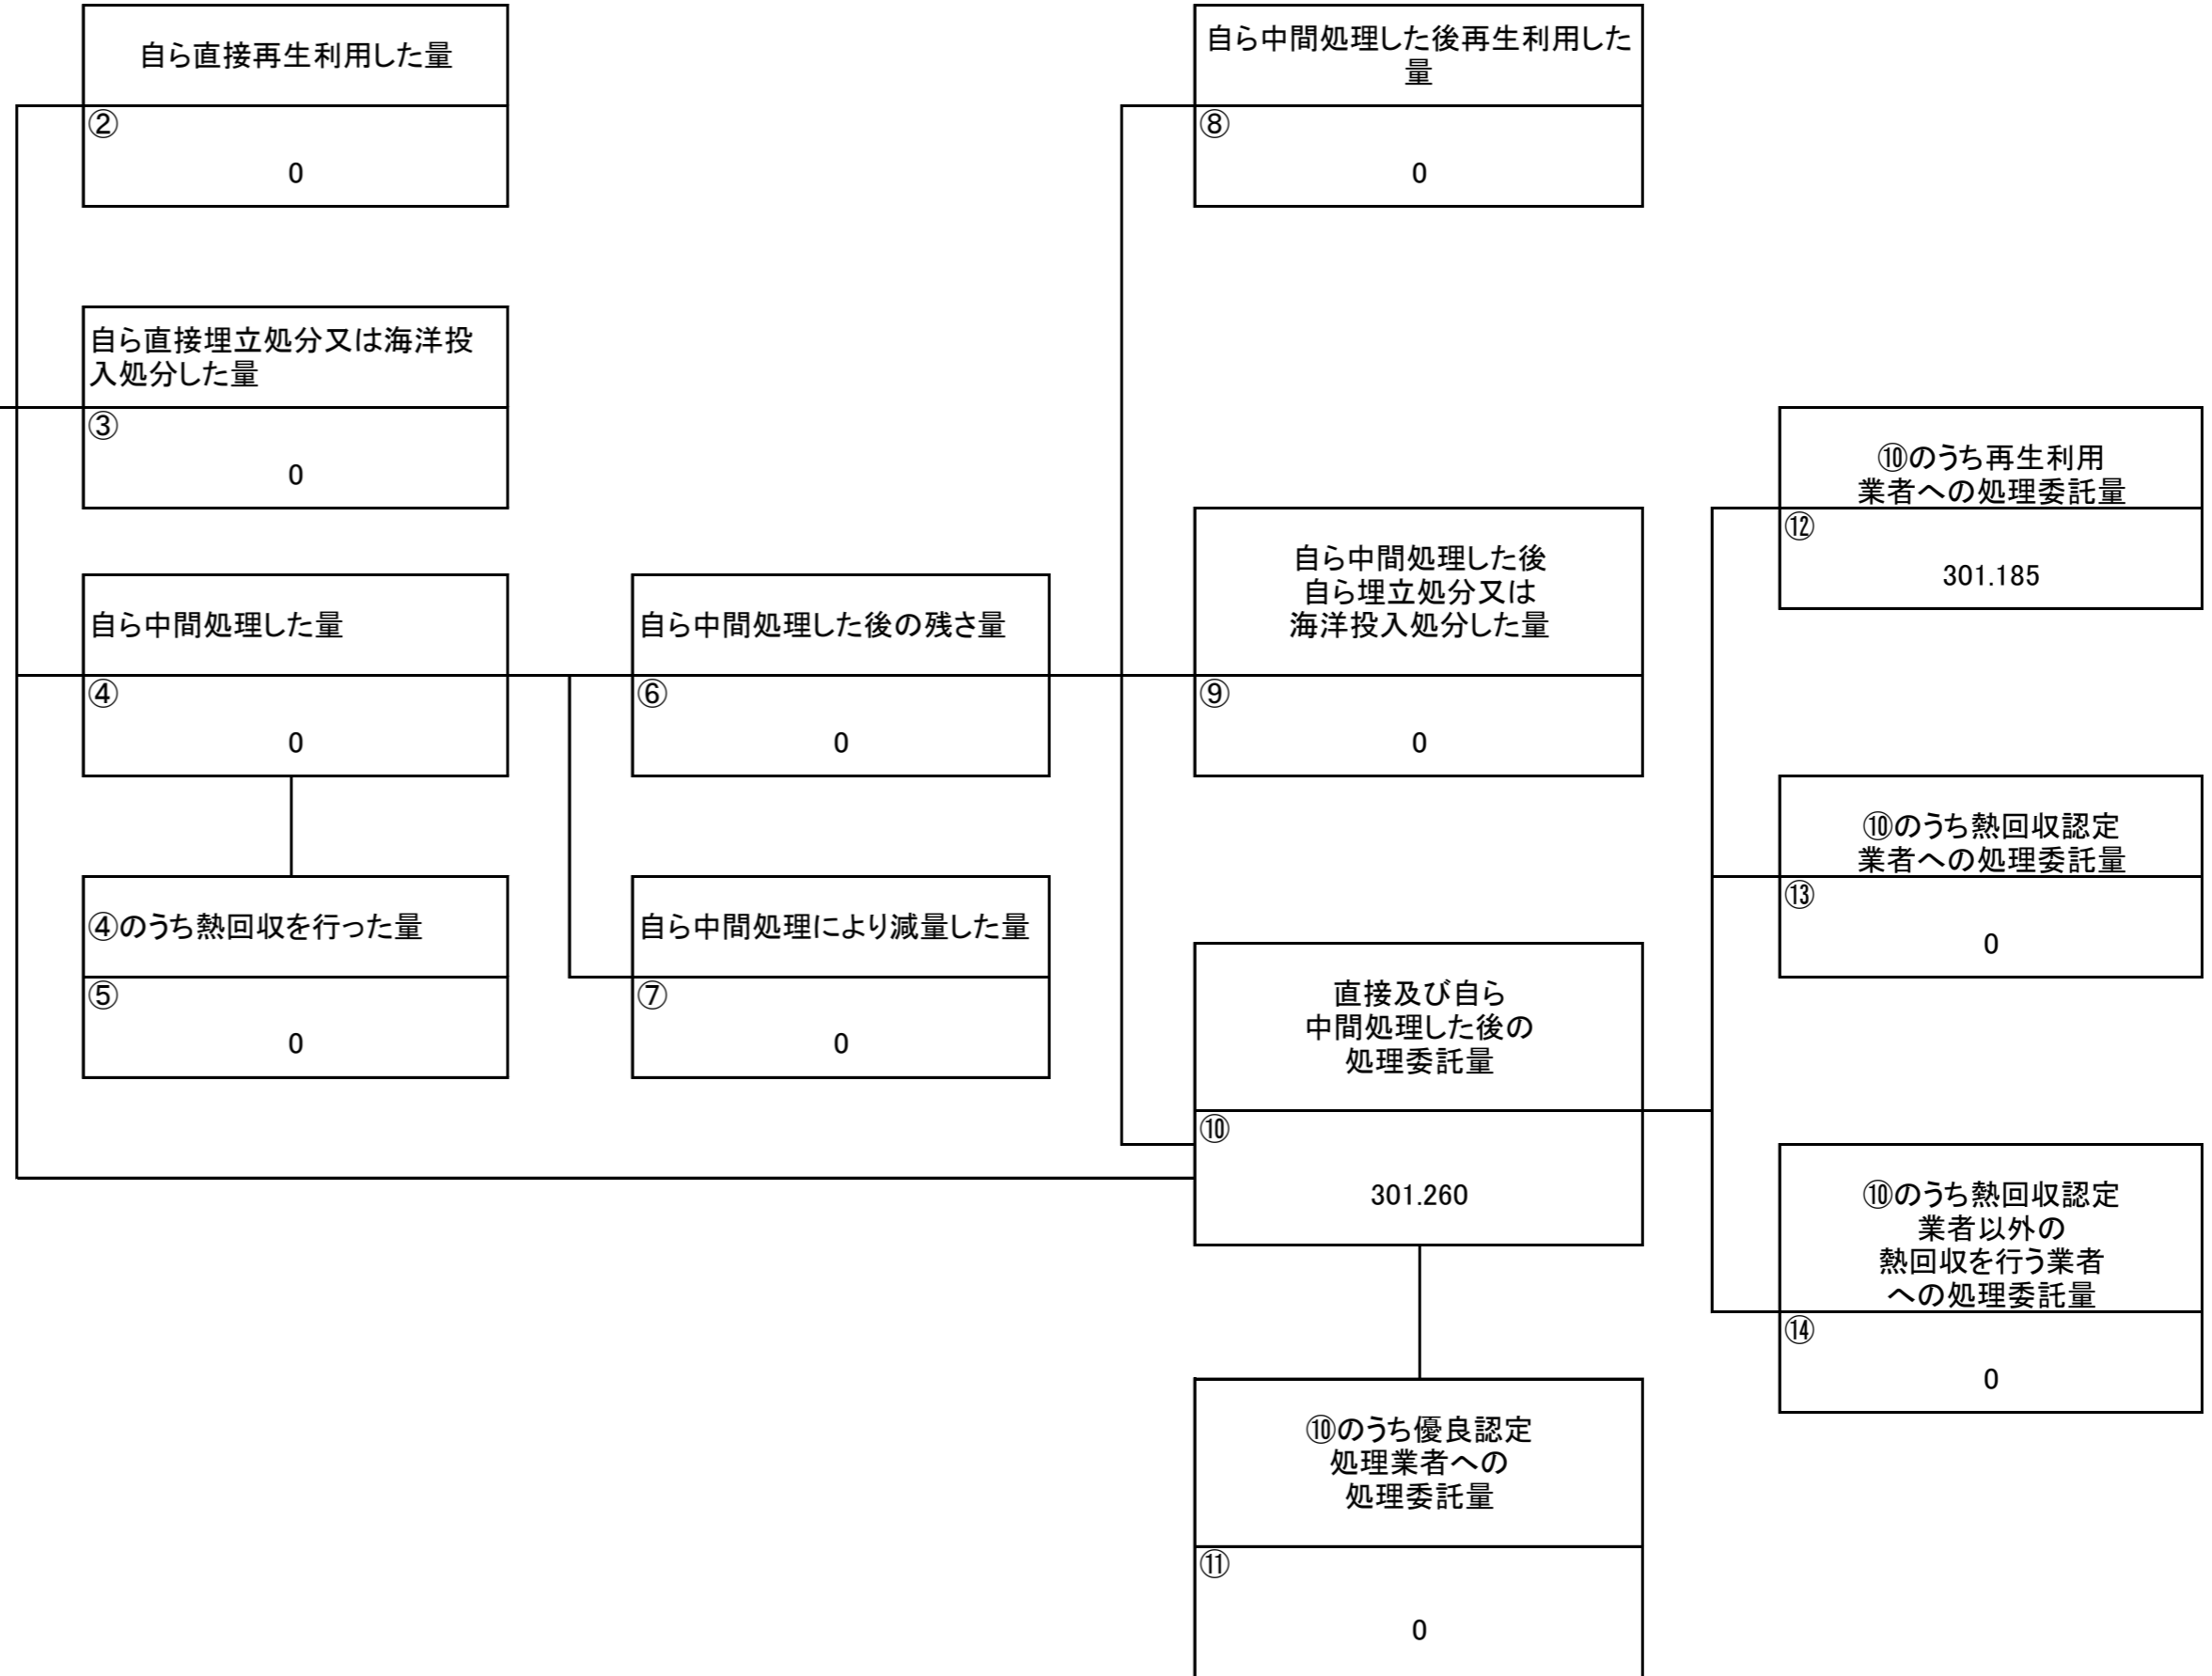 自ら直接再生利用した量
②
0
自ら中間処理した後再生利用した
量
⑧
0
自ら直接埋立処分又は海洋投
入処分した量
③
0
⑩のうち再生利用
業者への処理委託量
⑫
301.185
自ら中間処理した後
自ら埋立処分又は
海洋投入処分した量
⑨
0
自ら中間処理した量
④
0
自ら中間処理した後の残さ量
⑥
0
⑩のうち熱回収認定
業者への処理委託量
⑬
0
④のうち熱回収を行った量
⑤
0
自ら中間処理により減量した量
⑦
0
直接及び自ら
中間処理した後の
処理委託量
⑩
301.260
⑩のうち熱回収認定
業者以外の
熱回収を行う業者
への処理委託量
⑭
0
⑩のうち優良認定
処理業者への
処理委託量
⑪
0